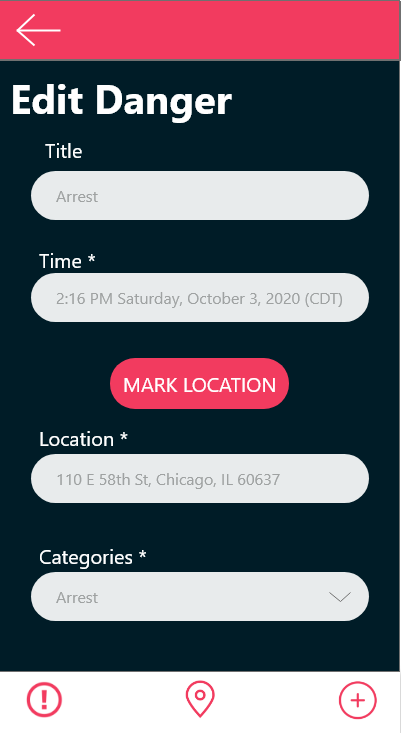 Edit Danger
Title
Arrest
Time *
2:16 PM Saturday, October 3, 2020 (CDT)
MARK LOCATION
Location *
110 E 58th St, Chicago, IL 60637
Categories *
Arrest